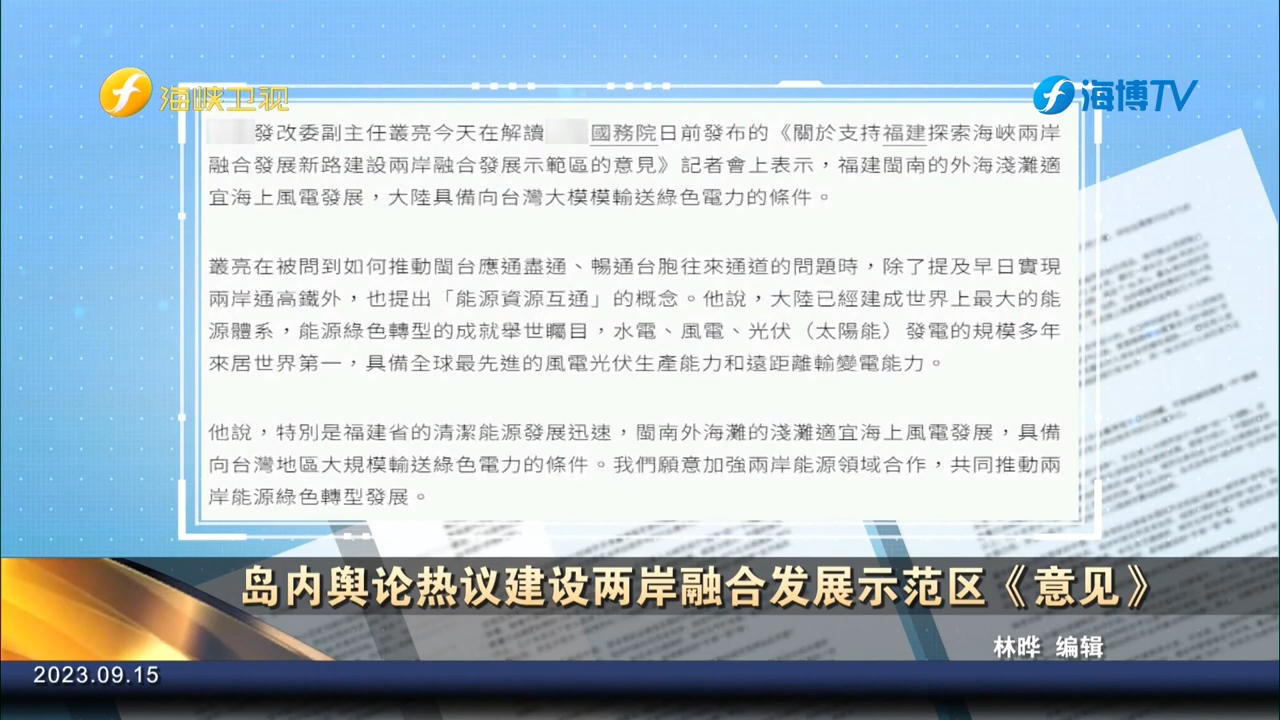 海峡卫视
海博TV
發改委副主任叢亮今天在解讀 國務院日前發布的《關於支持福建探索海峽兩岸
融合發展新路建設兩岸融合發展示範區的意見》記者會上表示，福建閩南的外海淺灘適
宜海上風電發展，大陸具備向台灣大模模輸送綠色電力的條件。
叢亮在被問到如何推動閩台應通盡通、暢通台胞往來通道的問題時，除了提及早日實現
兩岸通高鐵外，也提出「能源資源互通」的概念。他說，大陸已經建成世界上最大的能
源體系，能源綠色轉型的成就舉世矚目，水電、風電、光伏（太陽能）發電的規模多年
來居世界第一，具備全球最先進的風電光伏生產能力和遠距離輸變電能力。
他說，特別是福建省的清潔能源發展迅速，閩南外海灘的淺灘適宜海上風電發展，具備
向台灣地區大規模輸送綠色電力的條件。我們願意加強兩岸能源領域合作，共同推動兩
岸能源綠色轉型發展。
岛内舆论热议建设两岸融合发展示范区《意见》
林晔 编辑
2023.09.15